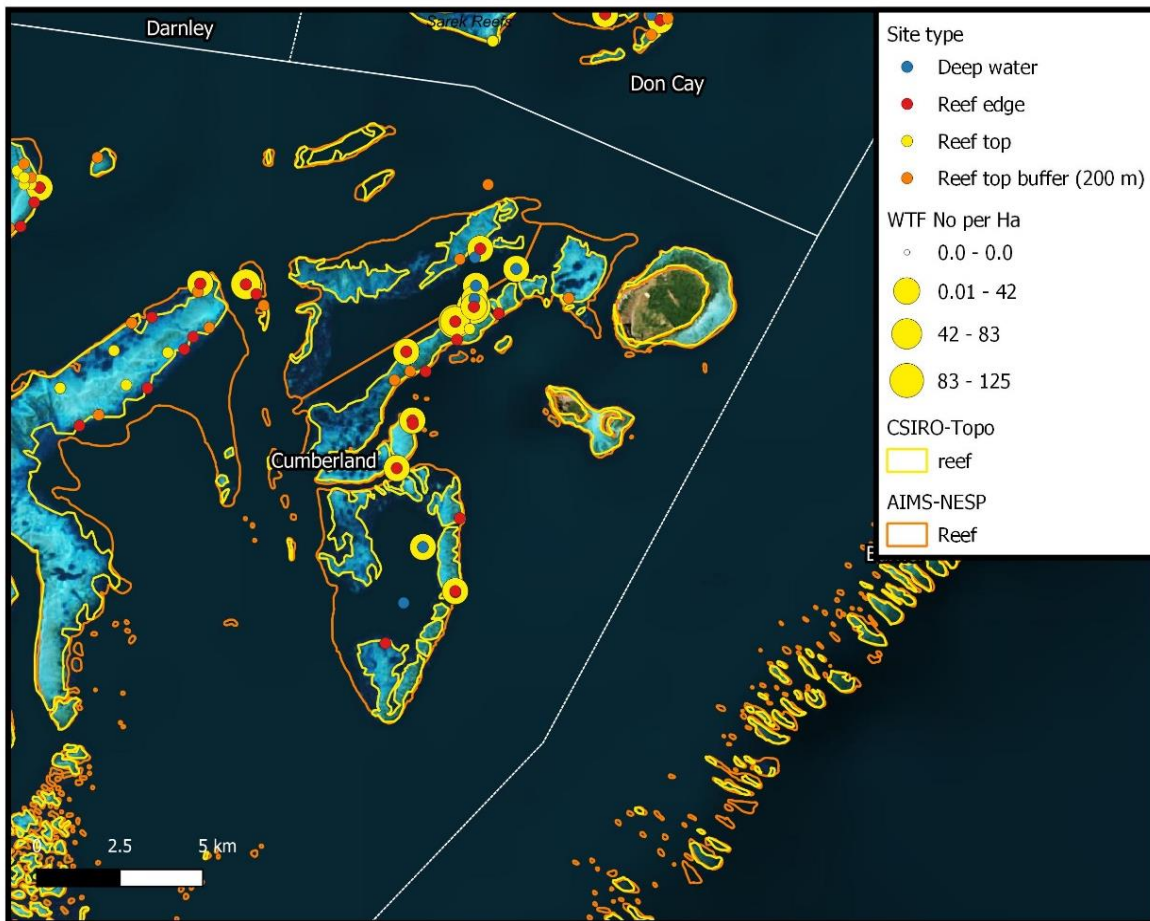 Darnley
Sarek Reefs
Don Cay
Cumberland
0 2.5 5 km
Site type
Deep water
Reef edge
Reef top
Reef top buffer (200 m)
WTF No per Ha
0.0 - 0.0
0.01 - 42
42 - 83
83 - 125
CSIRO-Topo
reef
AIMS-NESP
Reef